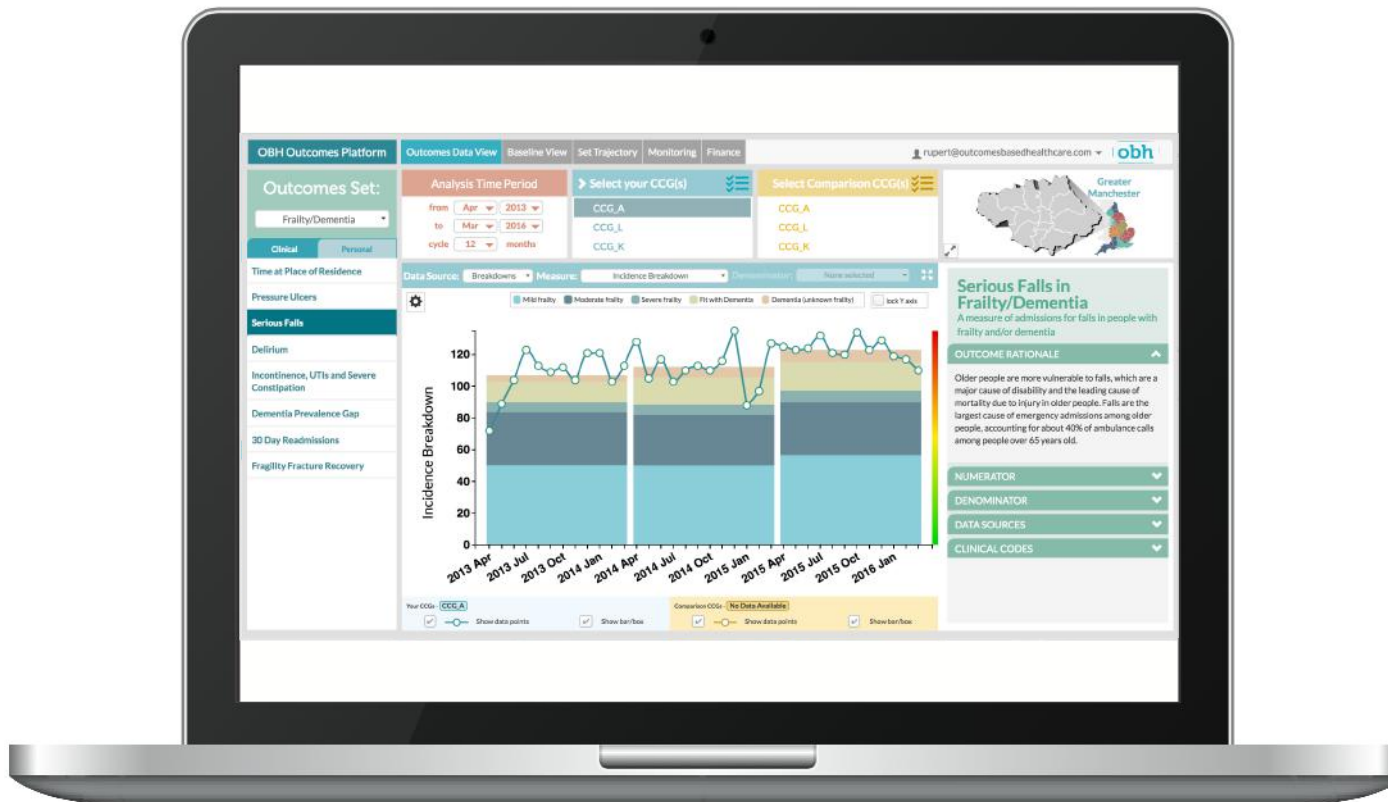 OBH Outcomes Platform
Outcomes Data View
Baseline View
Set Trajectory
Monitoring
Finance
rupert@outcomesbasedhealthcare.com
obh
Outcomes Set:
Frailty/Dementia
Clinical
Personal
Time at Place of Residence
Pressure Ulcers
Serious Falls
Delirium
Incontinence, UTIs and Severe
Constipation
Dementia Prevalence Gap
30 Day Readmissions
Fragility Fracture Recovery
Analysis Time Period
from Apr 2013
to Mar 2016
cycle 12 months
Select your CCG(s)
CCG_A
CCG_L
CCG_K
Select Comparison CCG(s)
CCG_A
CCG_L
CCG_K
Greater
Manchester
Data Source: Breakdowns Measure: Incidence Breakdown Denominator: None selected
Mild frailty Moderate frailty Severe frailty Fit with Dementia Dementia (unknown frailty) lock Y axis
Incidence Breakdown
120
100
80
60
40
20
0
2013 Apr
2013 Jul
2013 Oct
2014 Jan
2014 Apr
2014 Jul
2014 Oct
2015 Jan
2015 Apr
2015 Jul
2015 Oct
2016 Jan
Your CCGs - CCG_A
Show data points Show bar/box
Comparison CCGs - No Data Available
Show data points Show bar/box
Serious Falls in
Frailty/Dementia
A measure of admissions for falls in people with
frailty and/or dementia
OUTCOME RATIONALE
Older people are more vulnerable to falls, which are a
major cause of disability and the leading cause of
mortality due to injury in older people. Falls are the
largest cause of emergency admissions among older
people, accounting for about 40% of ambulance calls
among people over 65 years old.
NUMERATOR
DENOMINATOR
DATA SOURCES
CLINICAL CODES